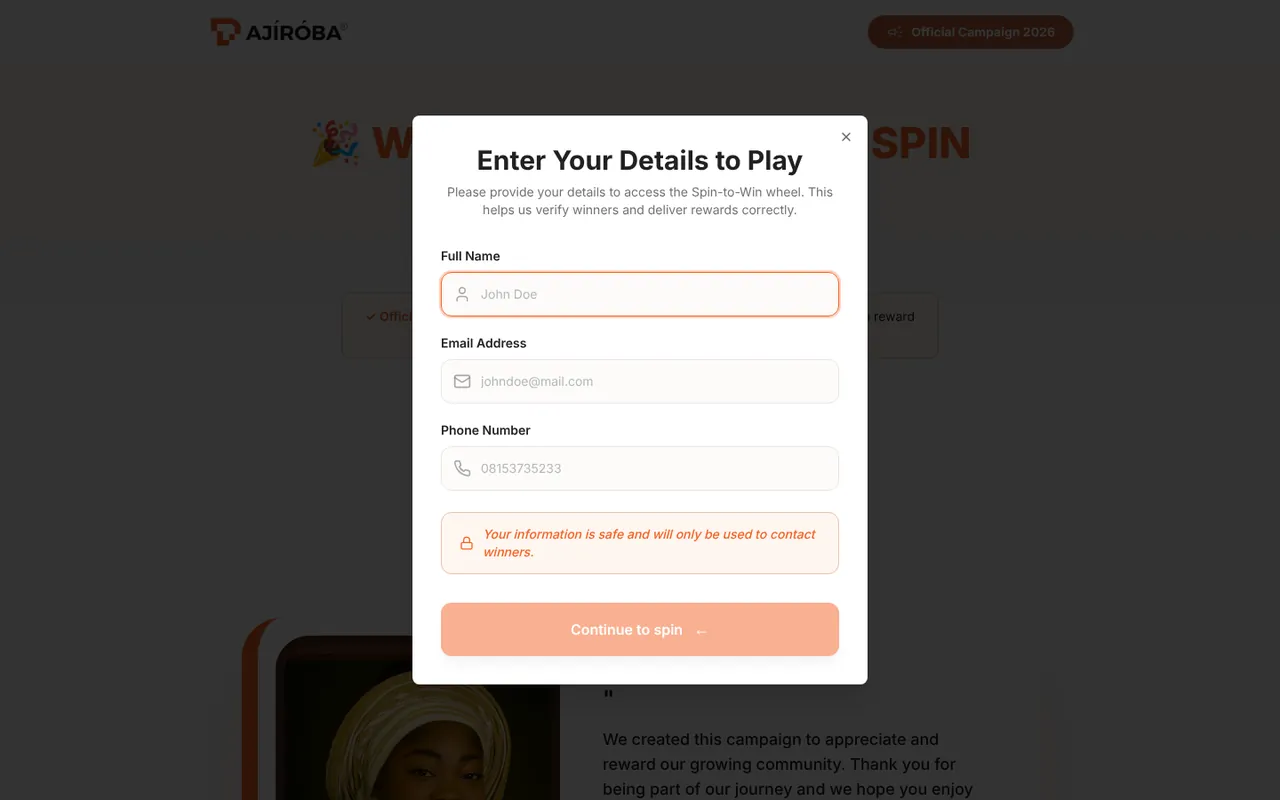 AJÍRÓBA®
Official Campaign 2026
W SPIN
Enter Your Details to Play
Please provide your details to access the Spin-to-Win wheel. This
helps us verify winners and deliver rewards correctly.
Full Name
John Doe
✓ Offici reward
Email Address
johndoe@mail.com
Phone Number
08153735233
Your information is safe and will only be used to contact
winners.
Continue to spin ←
"
We created this campaign to appreciate and
reward our growing community. Thank you for
being part of our journey and we hope you enjoy